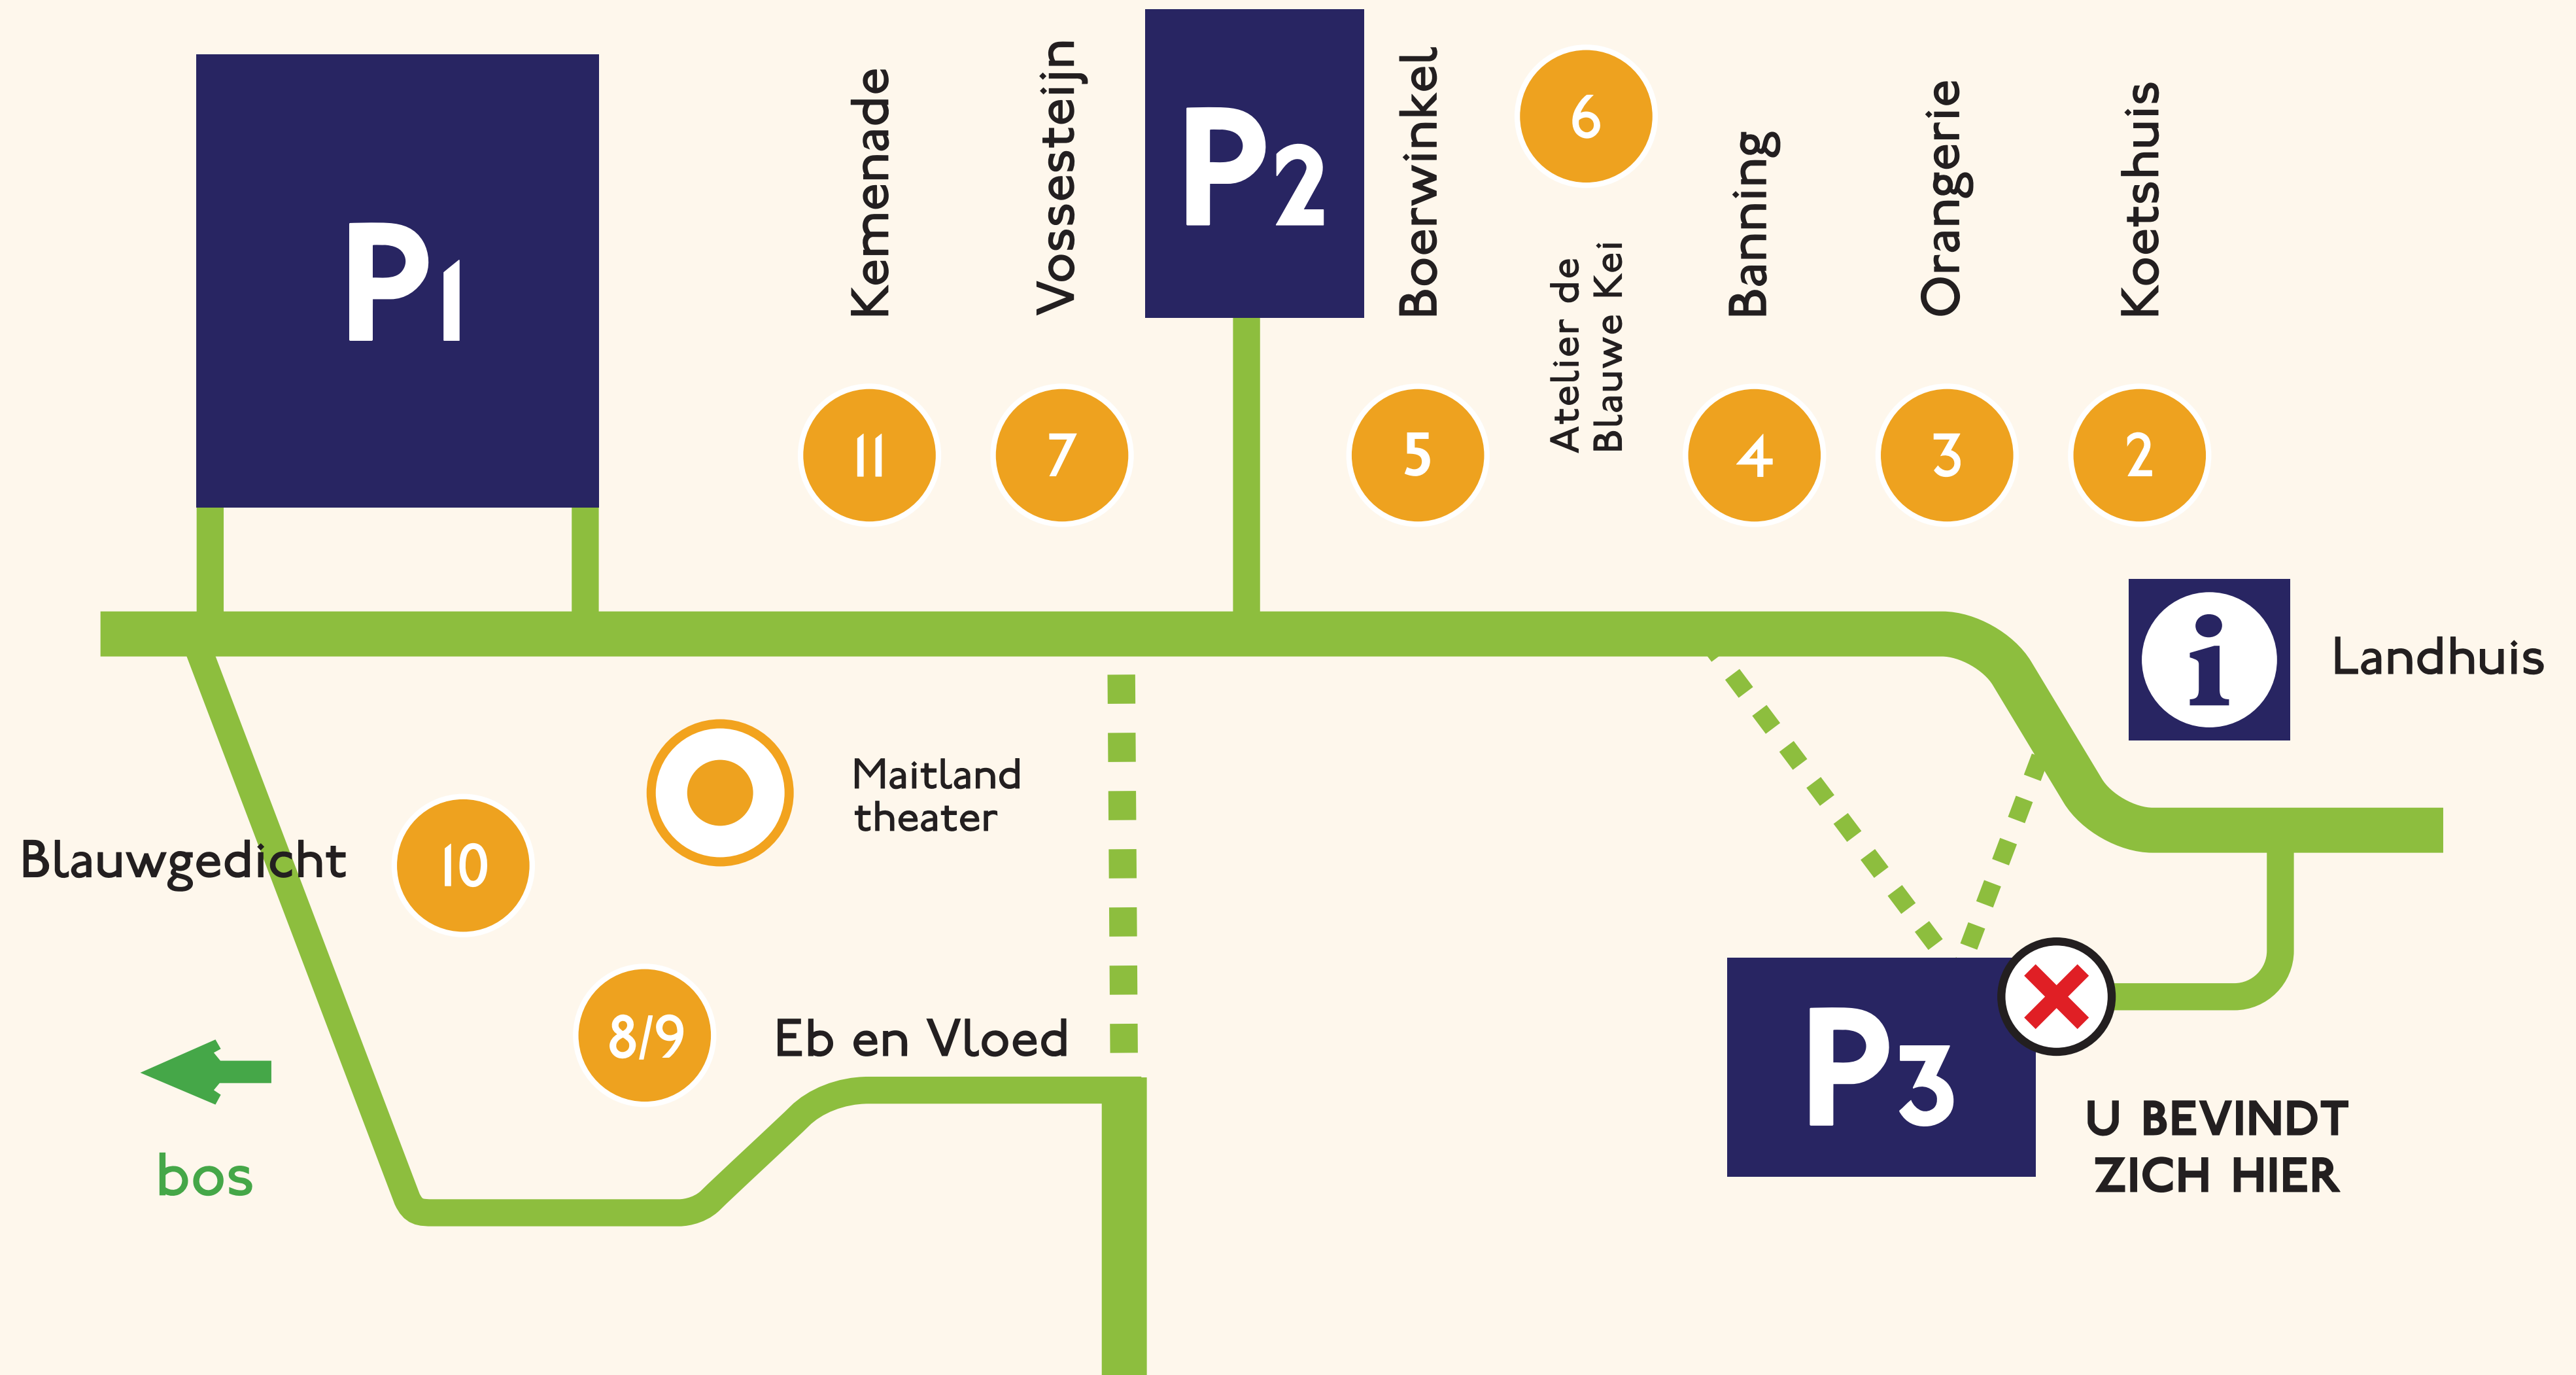 P1
Kemenade
Vossesteijn
P2
Boerwinkel
6
Atelier de
Blauwe Kei
Banning
Orangerie
Koetshuis
11
7
5
4
3
2
i
Landhuis
Maitland
theater
Blauwgedicht
10
8/9
Eb en Vloed
bos
P3
U BEVINDT
ZICH HIER